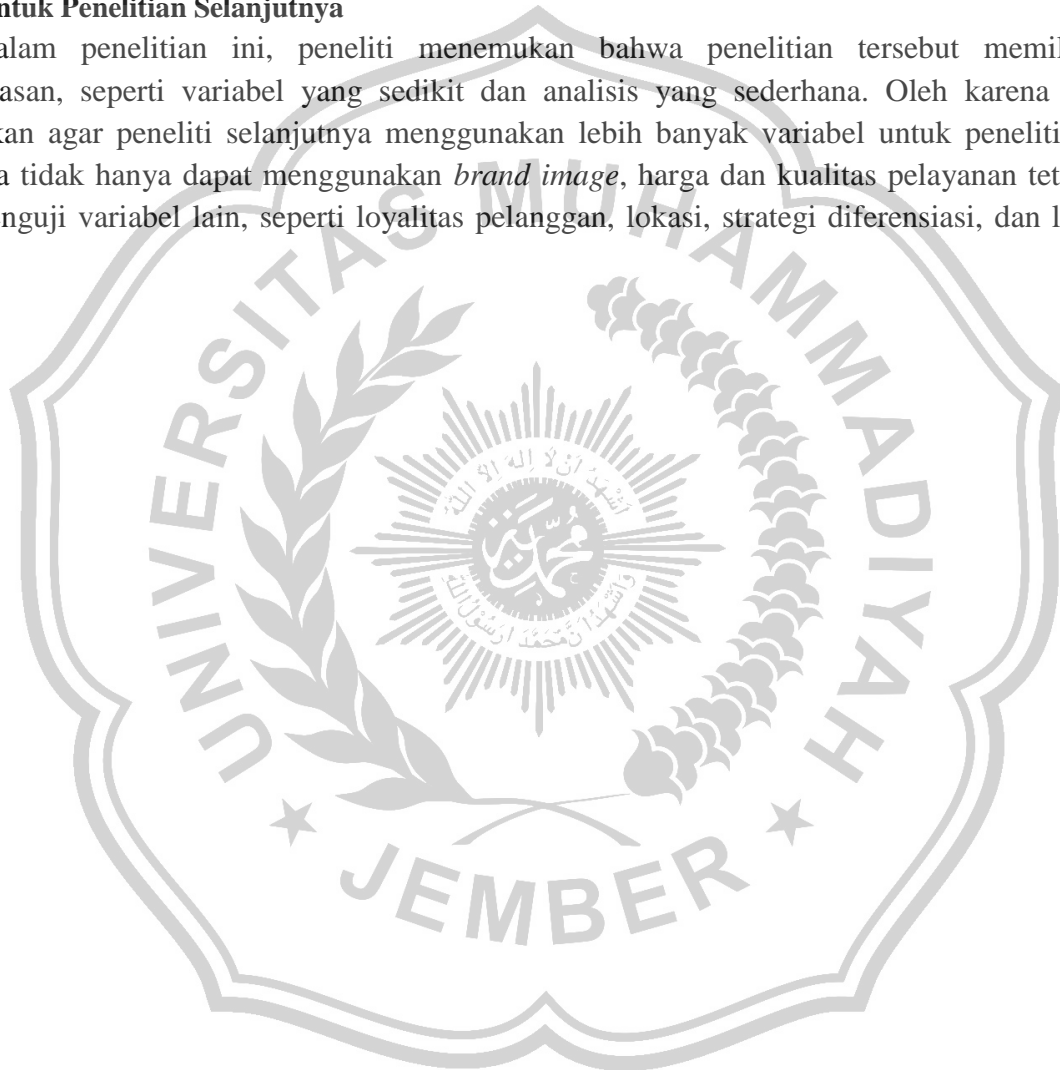 ntuk Penelitian Selanjutnya
alam penelitian ini, peneliti menemukan bahwa penelitian tersebut memil
asan, seperti variabel yang sedikit dan analisis yang sederhana. Oleh karena
kan agar peneliti selanjutnya menggunakan lebih banyak variabel untuk peneliti
a tidak hanya dapat menggunakan brand image, harga dan kualitas pelayanan tet
nguji variabel lain, seperti loyalitas pelanggan, lokasi, strategi diferensiasi, dan l
UNIVERSITAS MUHAMMADIYAH
JEMBER